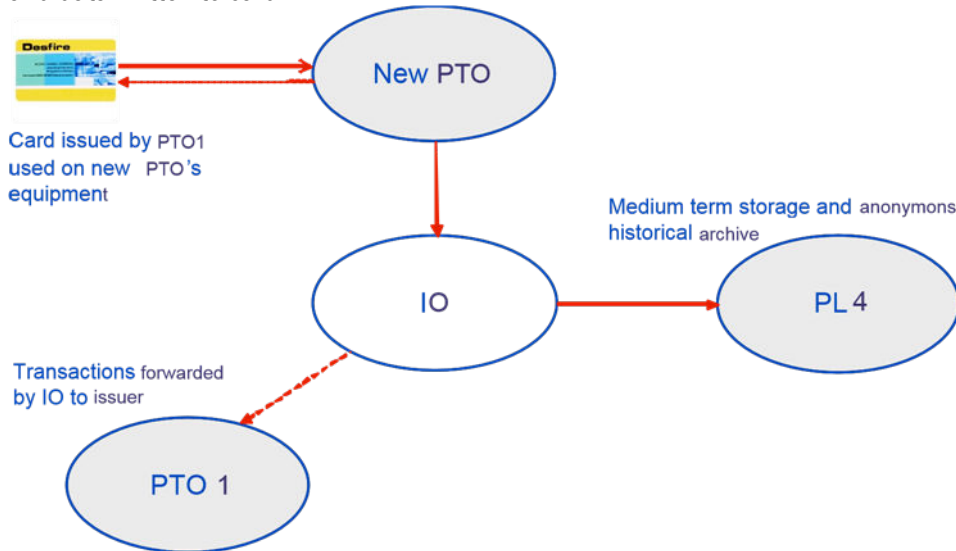 Desfire
New PTO
Card issued by PTO1
used on new PTO's
equipment
Medium term storage and anonymons
historical archive
IO
PL 4
Transactions forwarded
by IO to issuer
PTO 1